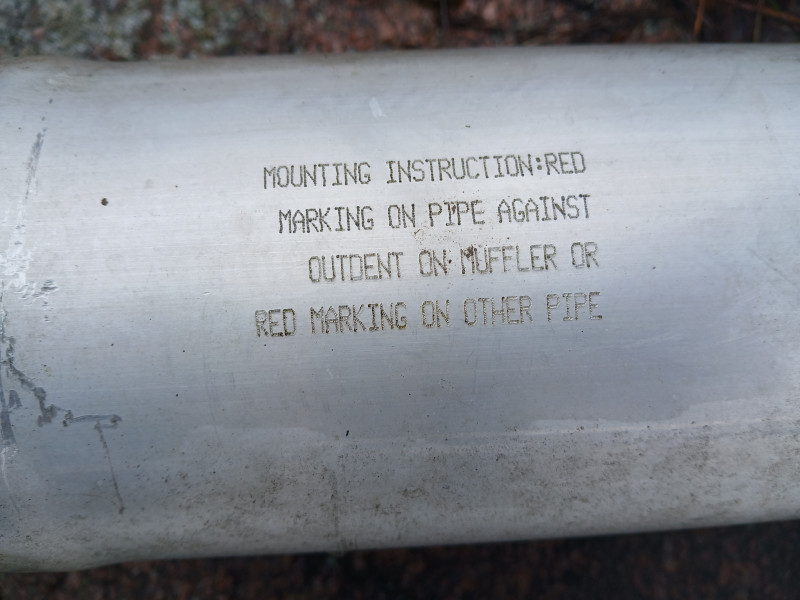 MOUNTING INSTRUCTION:RED
MARKING ON PIPE AGAINST
OUTDENT ON MUFFLER OR
RED MARKING ON OTHER PIPE